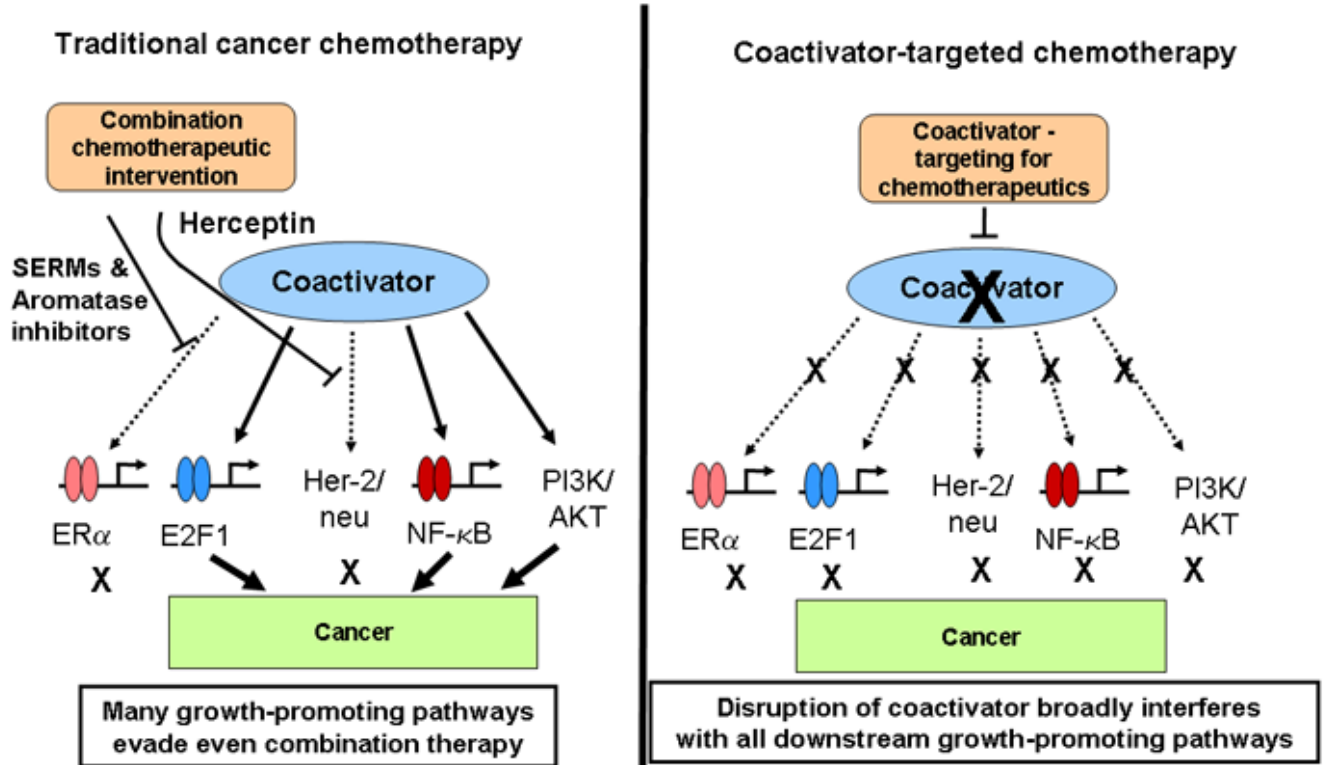 Traditional cancer chemotherapy
Combination
chemotherapeutic
intervention
Herceptin
SERMs &
Aromatase
inhibitors
Coactivator
ERα
E2F1
Her-2/
neu
NF-κB
PI3K/
AKT
X
X
Cancer
Many growth-promoting pathways
evade even combination therapy
Coactivator-targeted chemotherapy
Coactivator -
targeting for
chemotherapeutics
Coactivator
X
X
X
X
X
X
ERα
E2F1
Her-2/
neu
NF-κB
PI3K/
AKT
X
X
X
X
X
Cancer
Disruption of coactivator broadly interferes
with all downstream growth-promoting pathways